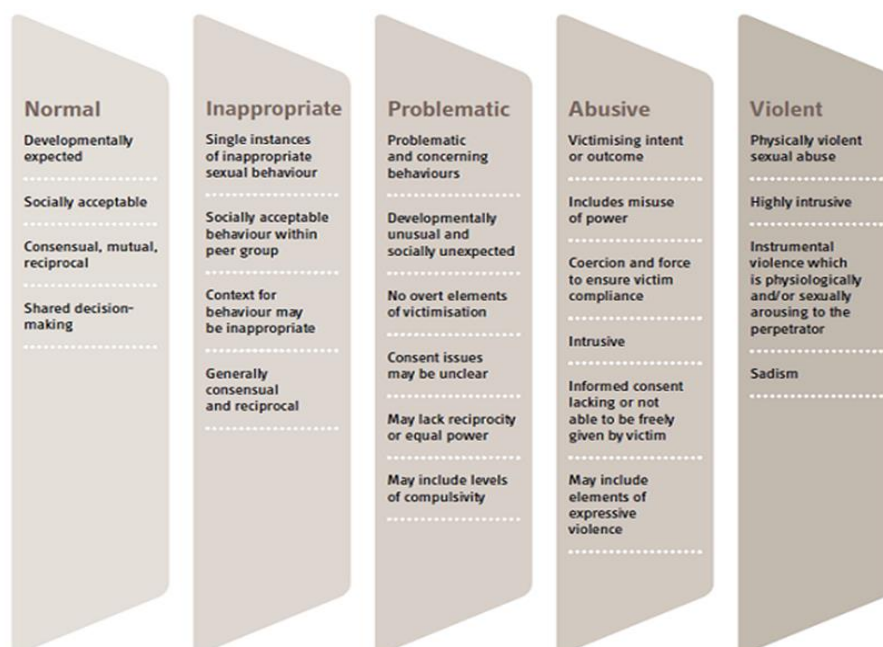 Normal
Developmentally
expected
Socially acceptable
Consensual, mutual,
reciprocal
Shared decision-
making
Inappropriate
Single instances
of inappropriate
sexual behaviour
Socially acceptable
behaviour within
peer group
Context for
behaviour may
be inappropriate
Generally
consensual
and reciprocal
Problematic
Problematic
and concerning
behaviours
Developmentally
unusual and
socially unexpected
No overt elements
of victimisation
Consent issues
may be unclear
May lack reciprocity
or equal power
May include levels
of compulsivity
Abusive
Victimising intent
or outcome
Includes misuse
of power
Coercion and force
to ensure victim
compliance
Intrusive
Informed consent
lacking or not
able to be freely
given by victim
May include
elements of
expressive
violence
Violent
Physically violent
sexual abuse
Highly intrusive
Instrumental
violence which
is physiologically
and/or sexually
arousing to the
perpetrator
Sadism